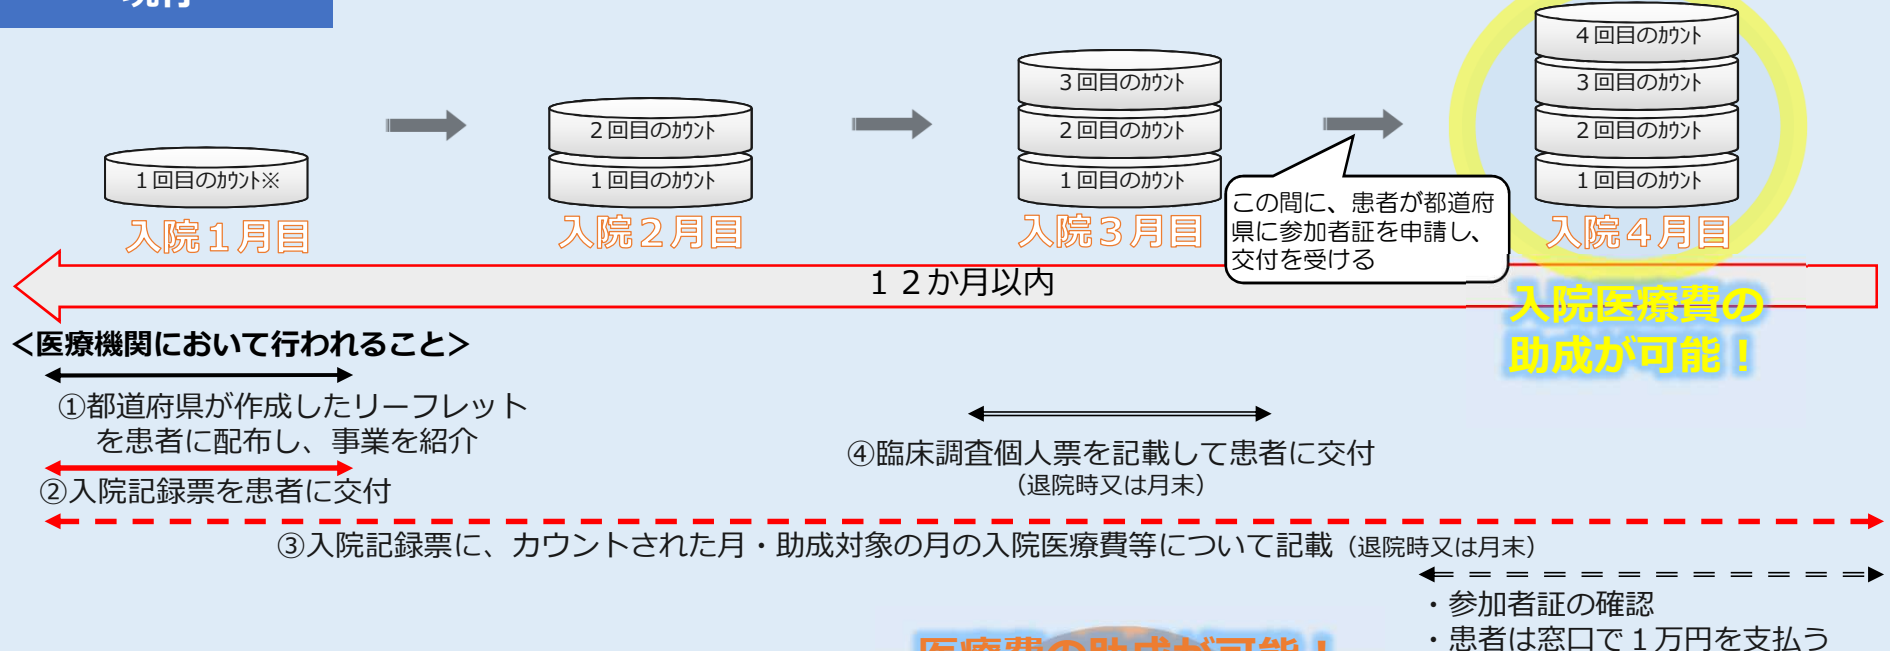 現行
４回目のｶｳﾝﾄ
３回目のｶｳﾝﾄ
３回目のｶｳﾝﾄ
２回目のｶｳﾝﾄ
２回目のｶｳﾝﾄ
２回目のｶｳﾝﾄ
１回目のｶｳﾝﾄ※
１回目のｶｳﾝﾄ
１回目のｶｳﾝﾄ
１回目のｶｳﾝﾄ
入院１月目
入院２月目
入院３月目
入院４月目
この間に、患者が都道府
県に参加者証を申請し、
交付を受ける
１２か月以内
入院医療費の
助成が可能！
＜医療機関において行われること＞
①都道府県が作成したリーフレット
を患者に配布し、事業を紹介
②入院記録票を患者に交付
④臨床調査個人票を記載して患者に交付
（退院時又は月末）
③入院記録票に、カウントされた月・助成対象の月の入院医療費等について記載（退院時又は月末）
・参加者証の確認
・患者は窓口で１万円を支払う
医療費の助成が可能！